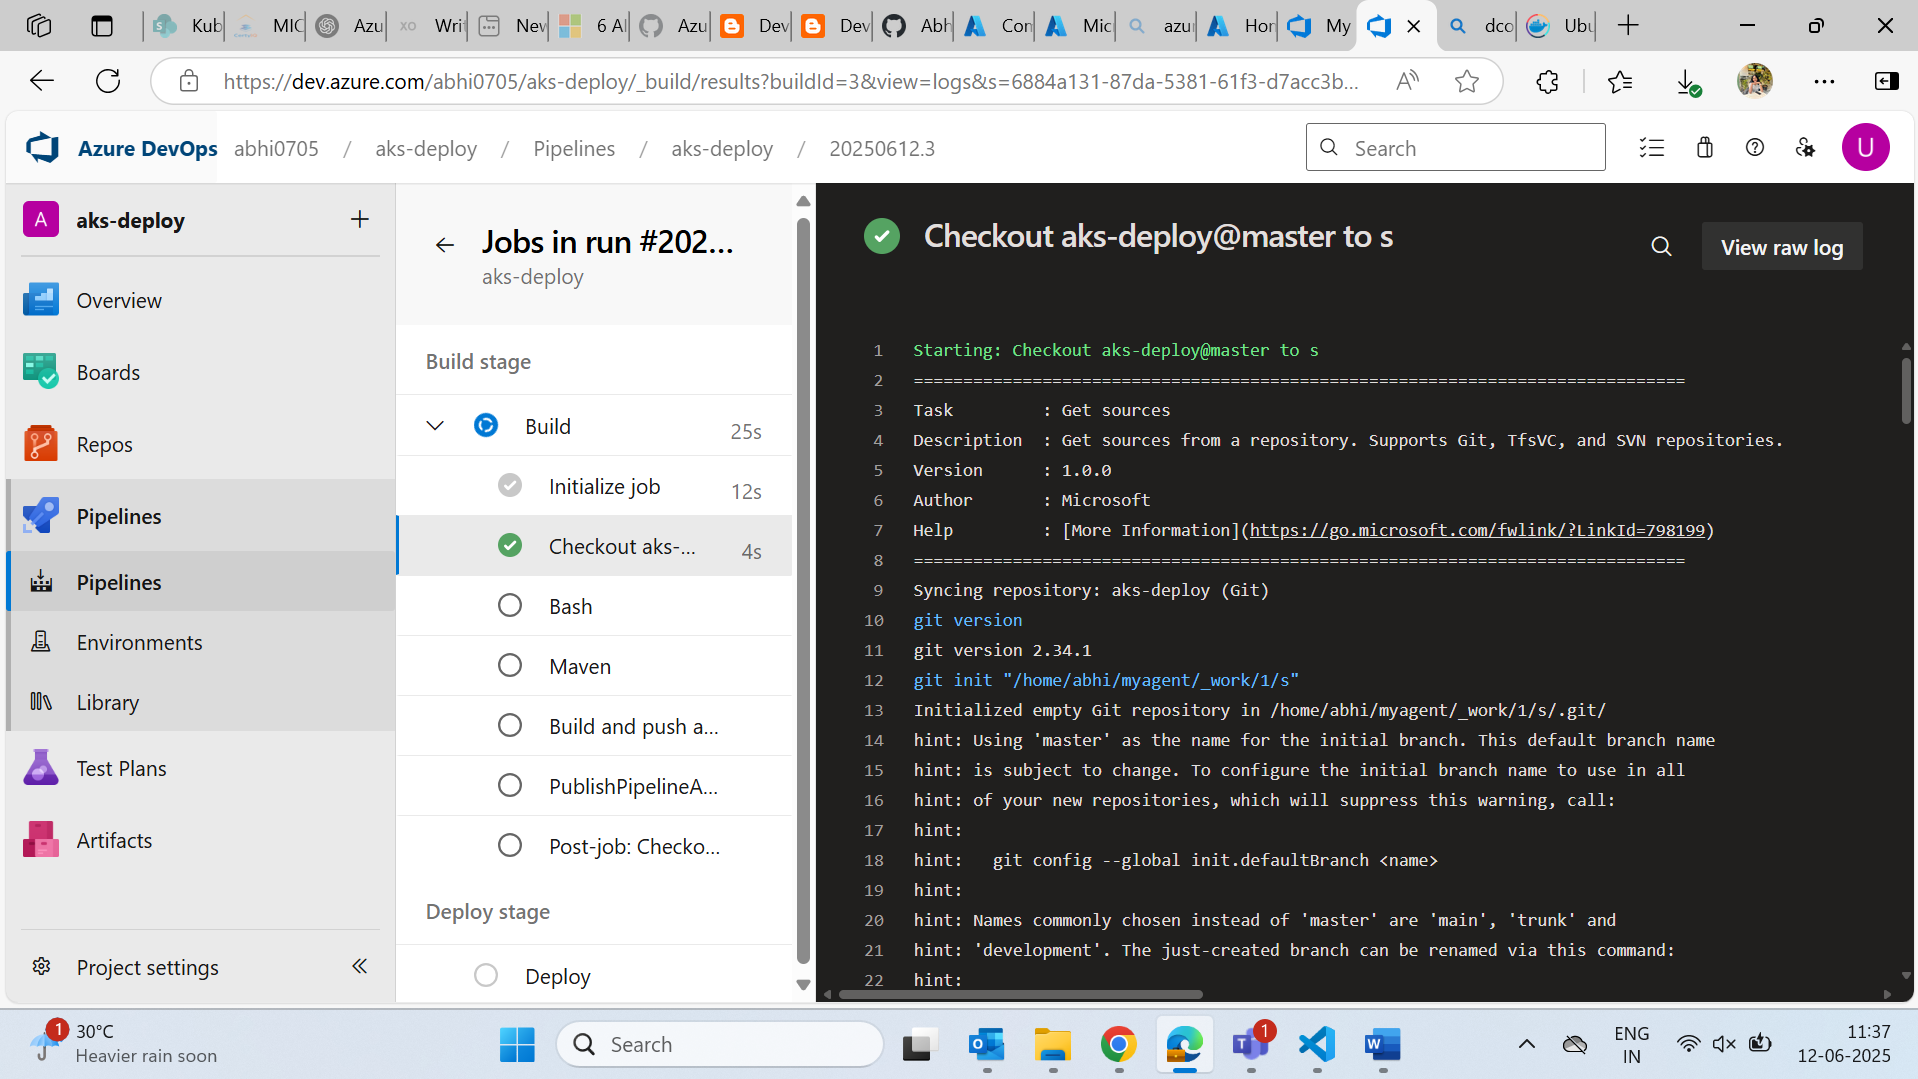 Kub
MIC
Azu
Writ
New
6 Al
Azu
Dev
Dev
Abh
Con
Mic
azur
Hon
My
dco
Ubu
https://dev.azure.com/abhi0705/aks-deploy/_build/results?buildId=3&view=logs&s=6884a131-87da-5381-61f3-d7acc3b...
Azure DevOps
abhi0705 / aks-deploy / Pipelines / aks-deploy / 20250612.3
Search
U
A
aks-deploy
Overview
Boards
Repos
Pipelines
Pipelines
Environments
Library
Test Plans
Artifacts
Project settings
Jobs in run #202...
aks-deploy
Build stage
Build 25s
Initialize job 12s
Checkout aks-... 4s
Bash
Maven
Build and push a...
PublishPipelineA...
Post-job: Checko...
Deploy stage
Deploy
Checkout aks-deploy@master to s
View raw log
1 Starting: Checkout aks-deploy@master to s
2 ==============================================================================
3 Task         : Get sources
4 Description  : Get sources from a repository. Supports Git, TfsVC, and SVN repositories.
5 Version      : 1.0.0
6 Author       : Microsoft
7 Help         : [More Information](https://go.microsoft.com/fwlink/?LinkId=798199)
8 ==============================================================================
9 Syncing repository: aks-deploy (Git)
10 git version
11 git version 2.34.1
12 git init "/home/abhi/myagent/_work/1/s"
13 Initialized empty Git repository in /home/abhi/myagent/_work/1/s/.git/
14 hint: Using 'master' as the name for the initial branch. This default branch name
15 hint: is subject to change. To configure the initial branch name to use in all
16 hint: of your new repositories, which will suppress this warning, call:
17 hint:
18 hint:   git config --global init.defaultBranch <name>
19 hint:
20 hint: Names commonly chosen instead of 'master' are 'main', 'trunk' and
21 hint: 'development'. The just-created branch can be renamed via this command:
22 hint:
1
30°C
Heavier rain soon
Search
1
ENG
IN
11:37
12-06-2025